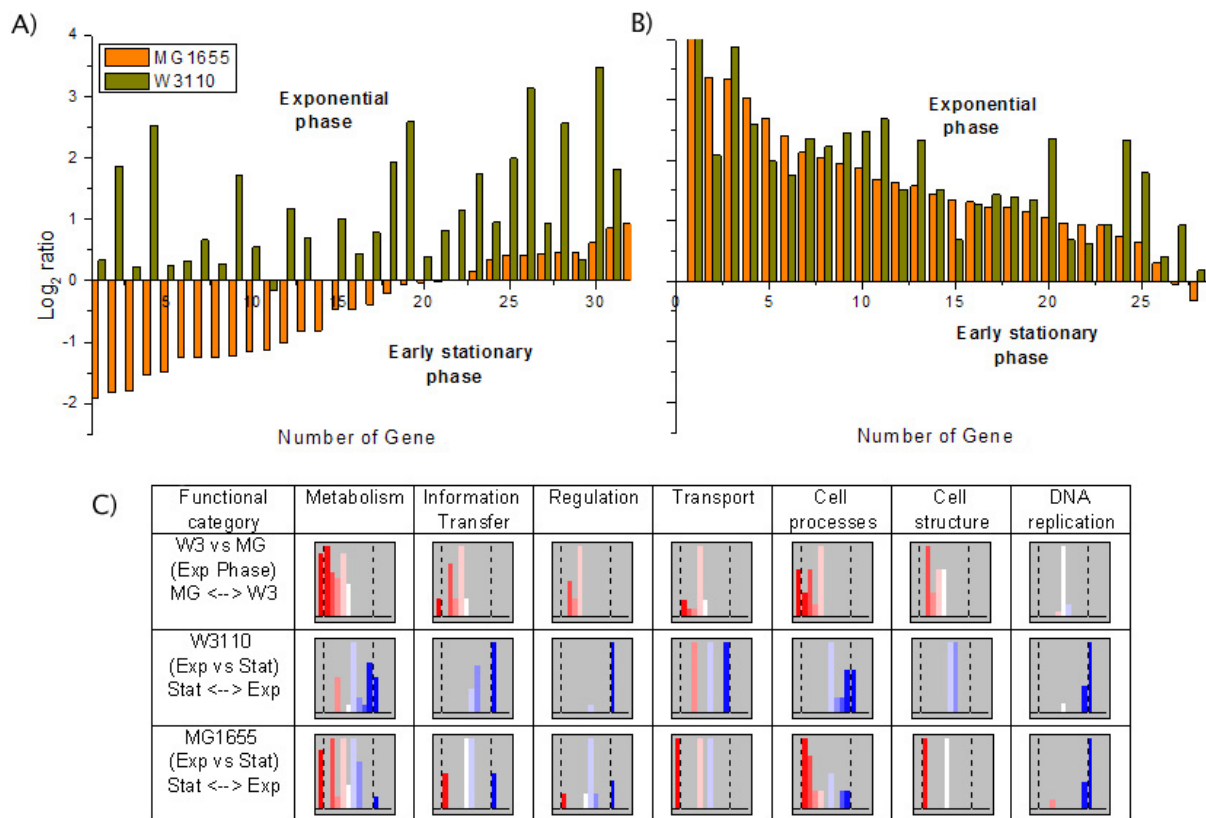 A)
B)
4
3
2
1
0
-1
-2
Log2 ratio
MG1655
W3110
Exponential
phase
Early stationary
phase
5
10
15
20
25
30
Number of Gene
Exponential
phase
Early stationary
phase
0
5
10
15
20
25
Number of Gene
C)
Functional
category
Metabolism
Information
Transfer
Regulation
Transport
Cell
processes
Cell
structure
DNA
replication
W3 vs MG
(Exp Phase)
MG <--> W3
W3110
(Exp vs Stat)
Stat <--> Exp
MG1655
(Exp vs Stat)
Stat <--> Exp